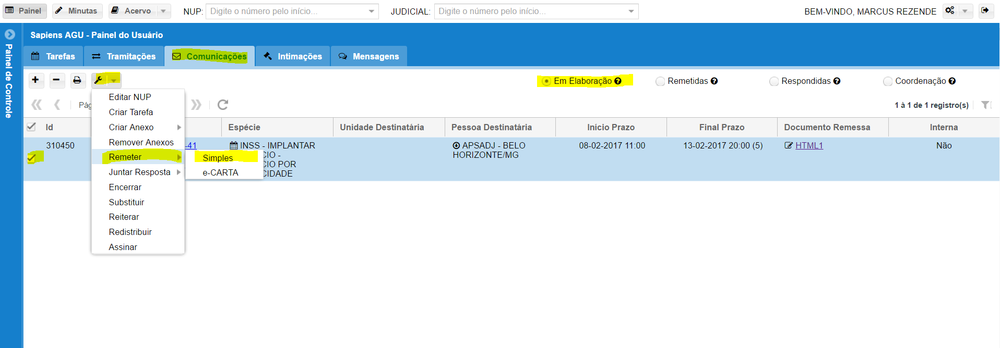 Painel Minutas Acervo NUP: Digite o número pelo início... JUDICIAL: Digite o número pelo início... BEM-VINDO, MARCUS REZENDE
Painel de Controle
Sapiens AGU - Painel do Usuário
Tarefas Tramitações Comunicações Intimações Mensagens
Em Elaboração Remetidas Respondidas Coordenação
Editar NUP
Criar Tarefa
Criar Anexo
Remover Anexos
Remeter
Juntar Resposta
Encerrar
Substituir
Reiterar
Redistribuir
Assinar
Simples
e-CARTA
Pág
1 à 1 de 1 registro(s)
Id Espécie Unidade Destinatária Pessoa Destinatária Início Prazo Final Prazo Documento Remessa Interna
310450 -41 INSS - IMPLANTAR APSADJ - BELO 08-02-2017 11:00 13-02-2017 20:00 (5) HTML1 Não
CIO - HORIZONTE/MG
CIO POR
CIDADE